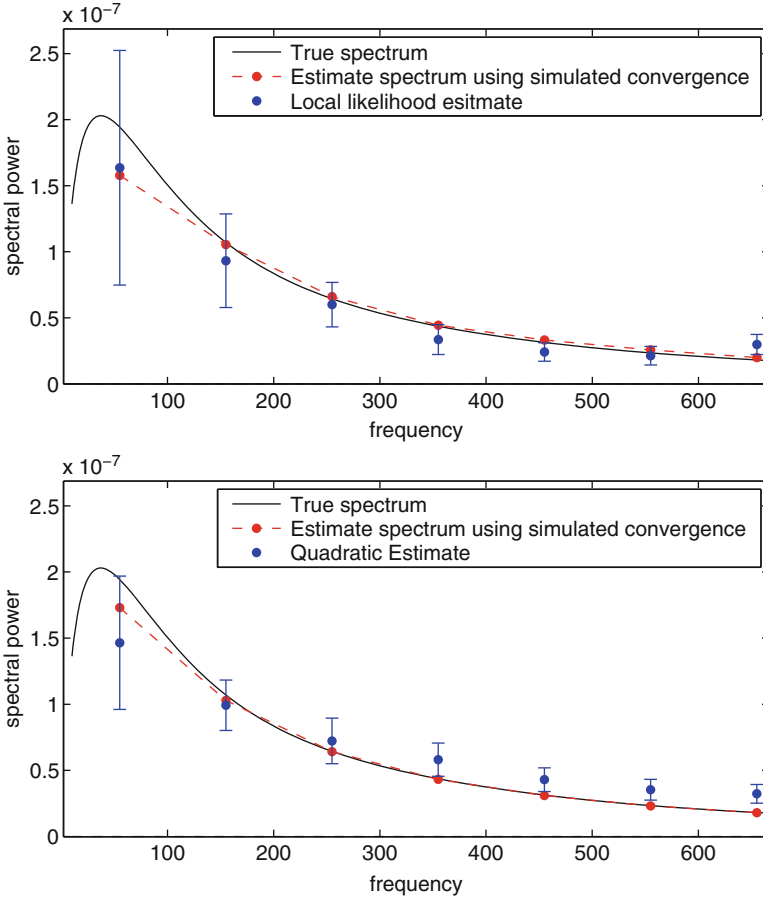 x 10⁻⁷
2.5
2
1.5
1
0.5
0
spectral power
True spectrum
Estimate spectrum using simulated convergence
Local likelihood esitmate
100 200 300 400 500 600
frequency
x 10⁻⁷
2.5
2
1.5
1
0.5
0
spectral power
True spectrum
Estimate spectrum using simulated convergence
Quadratic Estimate
100 200 300 400 500 600
frequency